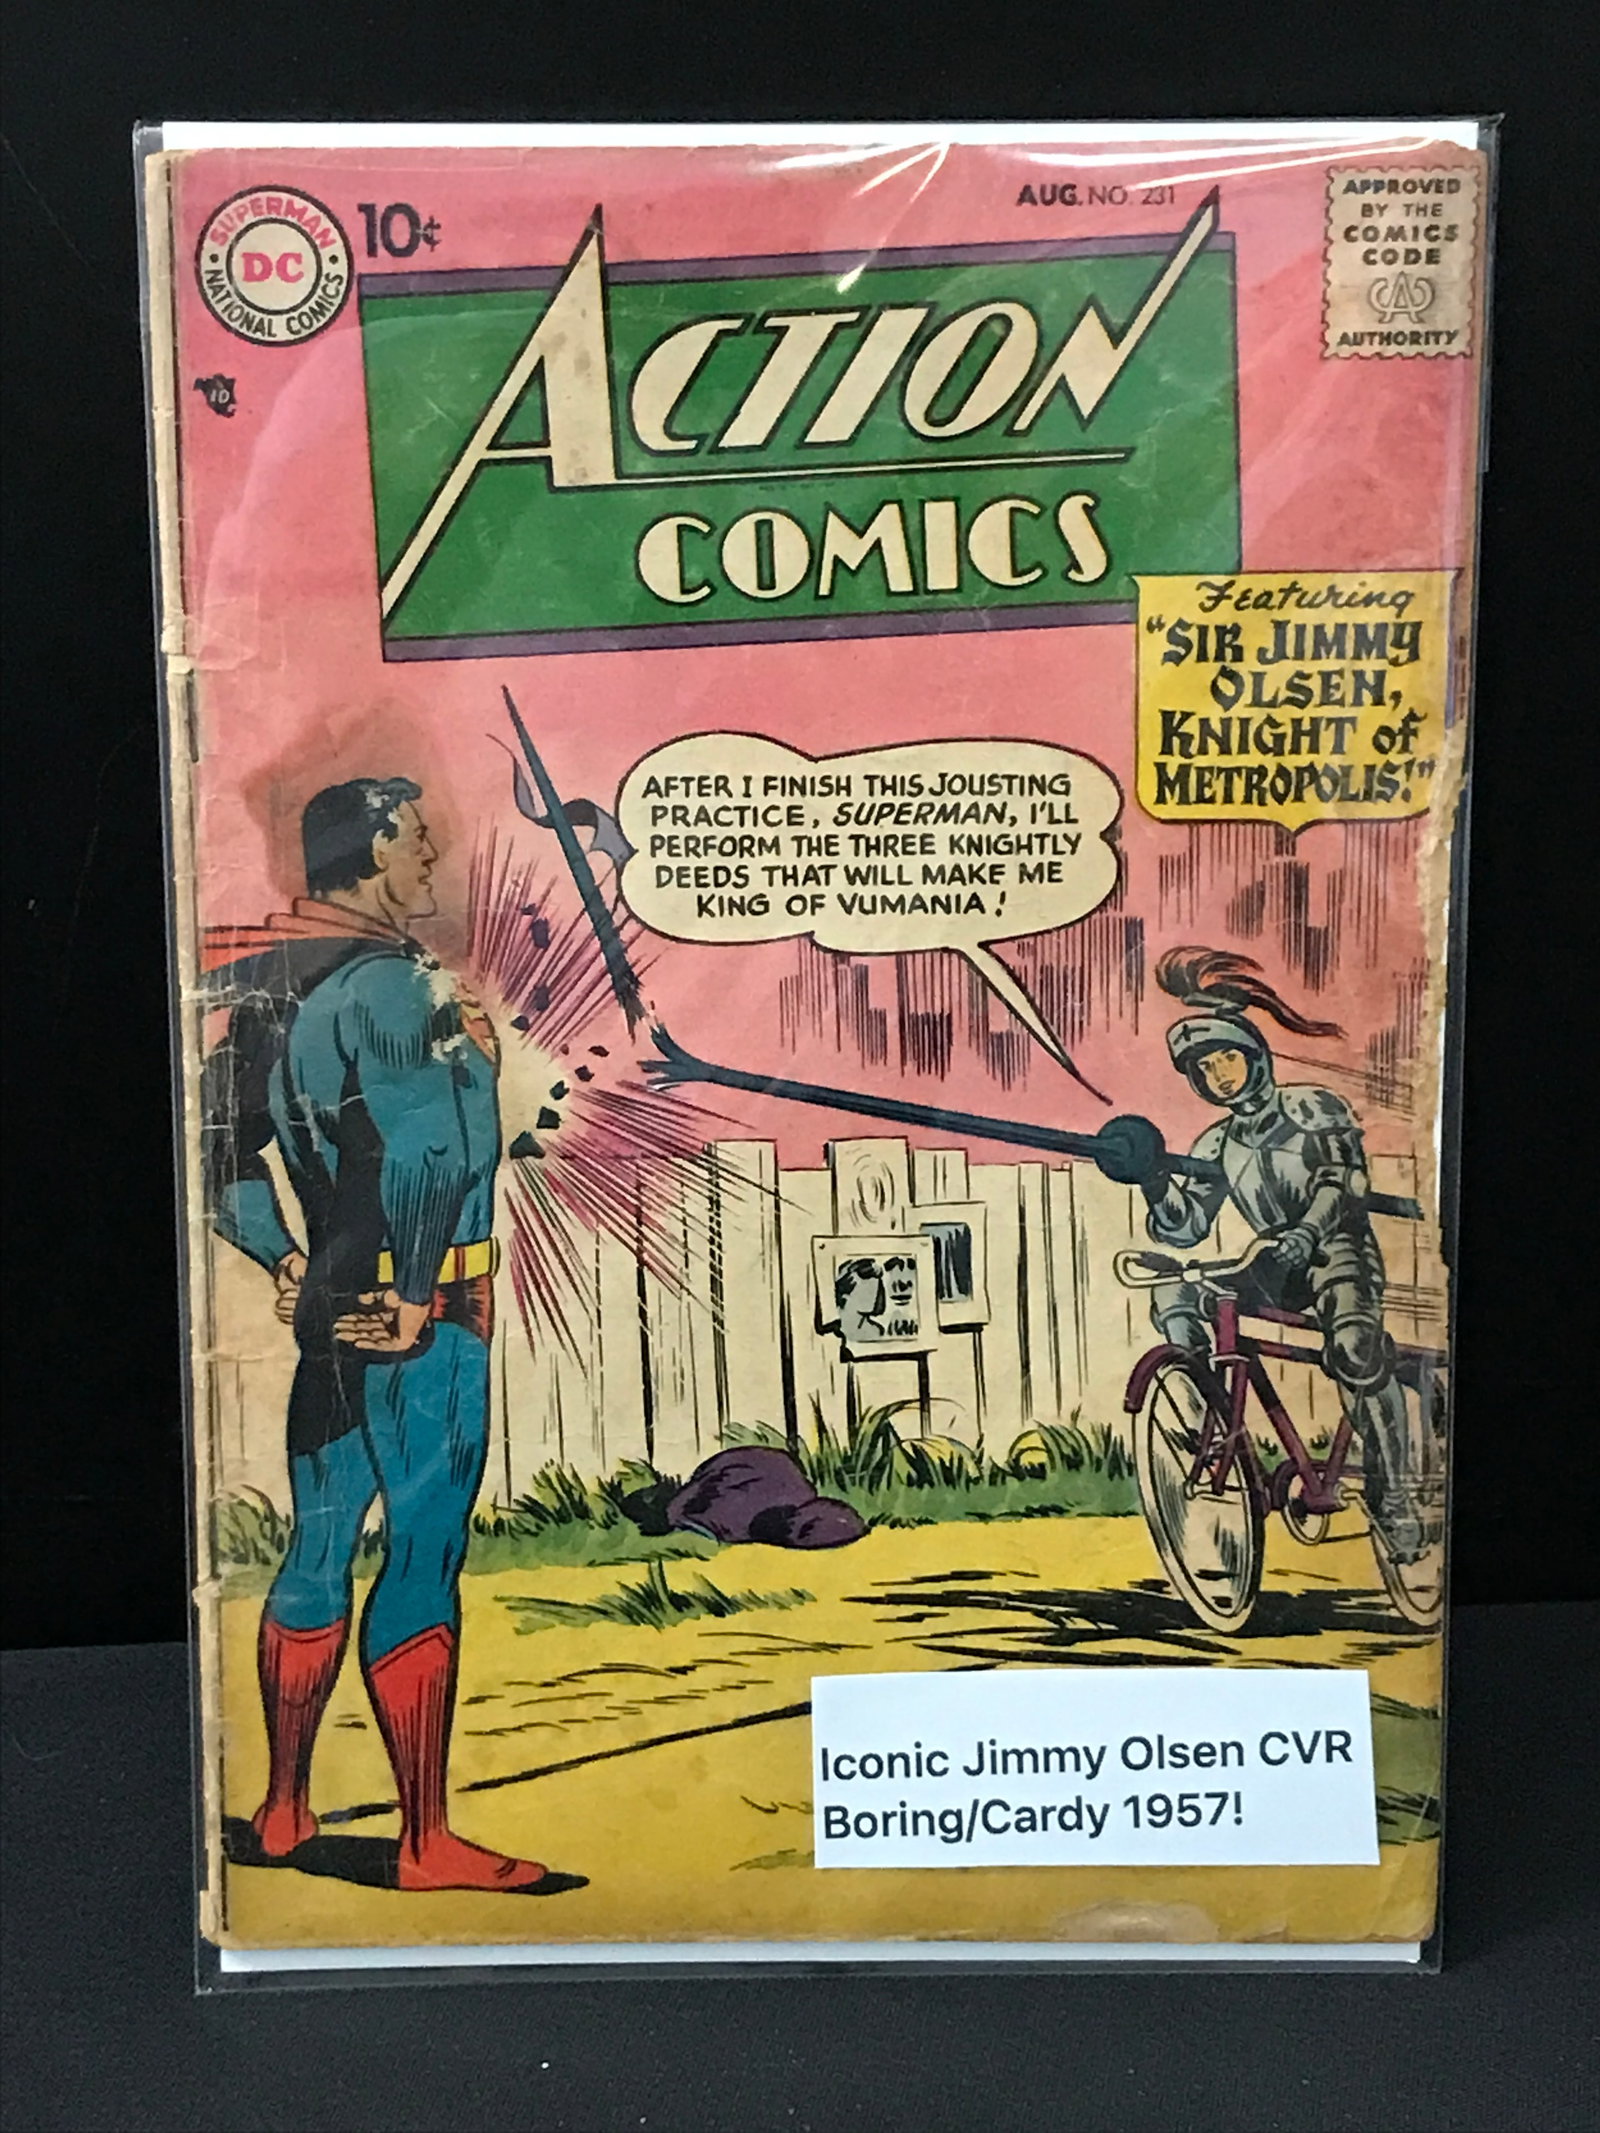 SUPERMAN
DC
NATIONAL COMICS
10¢
AUG. NO. 231
APPROVED
BY THE
COMICS
CODE
CA
AUTHORITY
ACTION
COMICS
Featuring
"SIR JIMMY
OLSEN,
KNIGHT of
METROPOLIS!"
AFTER I FINISH THIS JOUSTING
PRACTICE, SUPERMAN, I'LL
PERFORM THE THREE KNIGHTLY
DEEDS THAT WILL MAKE ME
KING OF VUMANIA!
Iconic Jimmy Olsen CVR
Boring/Cardy 1957!